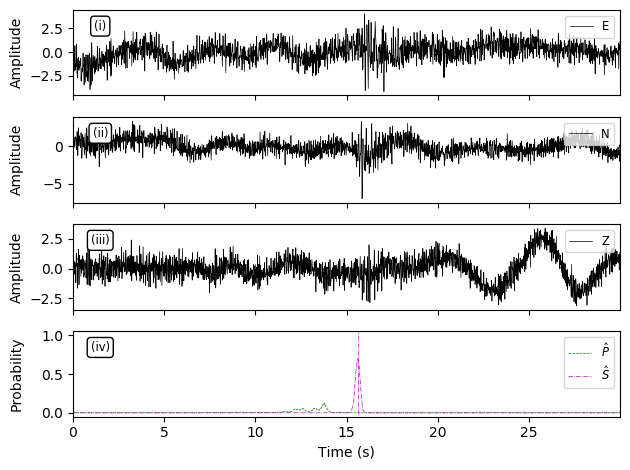 Amplitude
2.5
0.0
−2.5
(i)
E
Amplitude
0
−5
(ii)
N
Amplitude
2.5
0.0
−2.5
(iii)
Z
Probability
1.0
0.5
0.0
(iv)
P̂
Ŝ
0 5 10 15 20 25
Time (s)